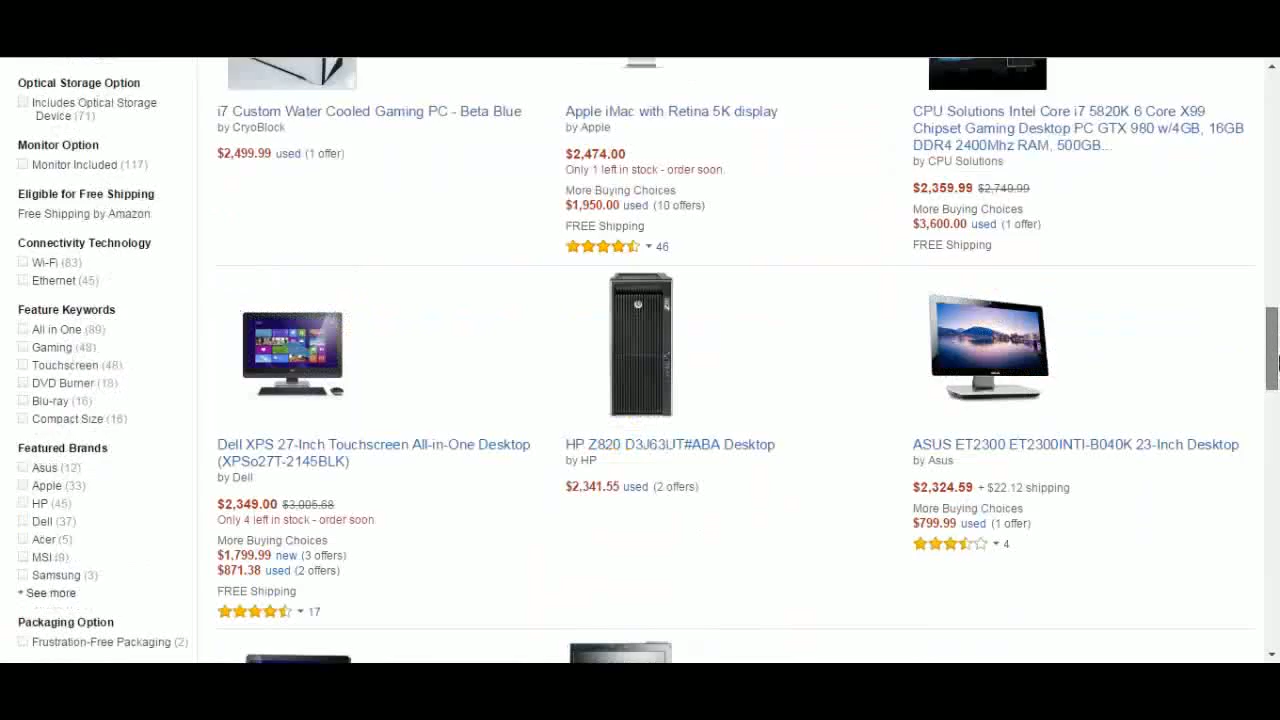 Optical Storage Option
Includes Optical Storage
Device (71)
Monitor Option
Monitor Included (117)
Eligible for Free Shipping
Free Shipping by Amazon
Connectivity Technology
Wi-Fi (83)
Ethernet (45)
Feature Keywords
All in One (89)
Gaming (48)
Touchscreen (48)
DVD Burner (18)
Blu-ray (16)
Compact Size (16)
Featured Brands
Asus (12)
Apple (33)
HP (45)
Dell (37)
Acer (5)
MSI (9)
Samsung (3)
+ See more
Packaging Option
Frustration-Free Packaging (2)
i7 Custom Water Cooled Gaming PC - Beta Blue
by CryoBlock
$2,499.99 used (1 offer)
Apple iMac with Retina 5K display
by Apple
$2,474.00
Only 1 left in stock - order soon.
More Buying Choices
$1,950.00 used (10 offers)
FREE Shipping
46
CPU Solutions Intel Core i7 5820K 6 Core X99
Chipset Gaming Desktop PC GTX 980 w/4GB, 16GB
DDR4 2400Mhz RAM, 500GB...
by CPU Solutions
$2,359.99 $2,749.99
More Buying Choices
$3,600.00 used (1 offer)
FREE Shipping
Dell XPS 27-Inch Touchscreen All-in-One Desktop
(XPSo27T-2145BLK)
by Dell
$2,349.00 $3,005.68
Only 4 left in stock - order soon.
More Buying Choices
$1,799.99 new (3 offers)
$871.38 used (2 offers)
FREE Shipping
17
HP Z820 D3J63UT#ABA Desktop
by HP
$2,341.55 used (2 offers)
ASUS ET2300 ET2300INTI-B040K 23-Inch Desktop
by Asus
$2,324.59 + $22.12 shipping
More Buying Choices
$799.99 used (1 offer)
4